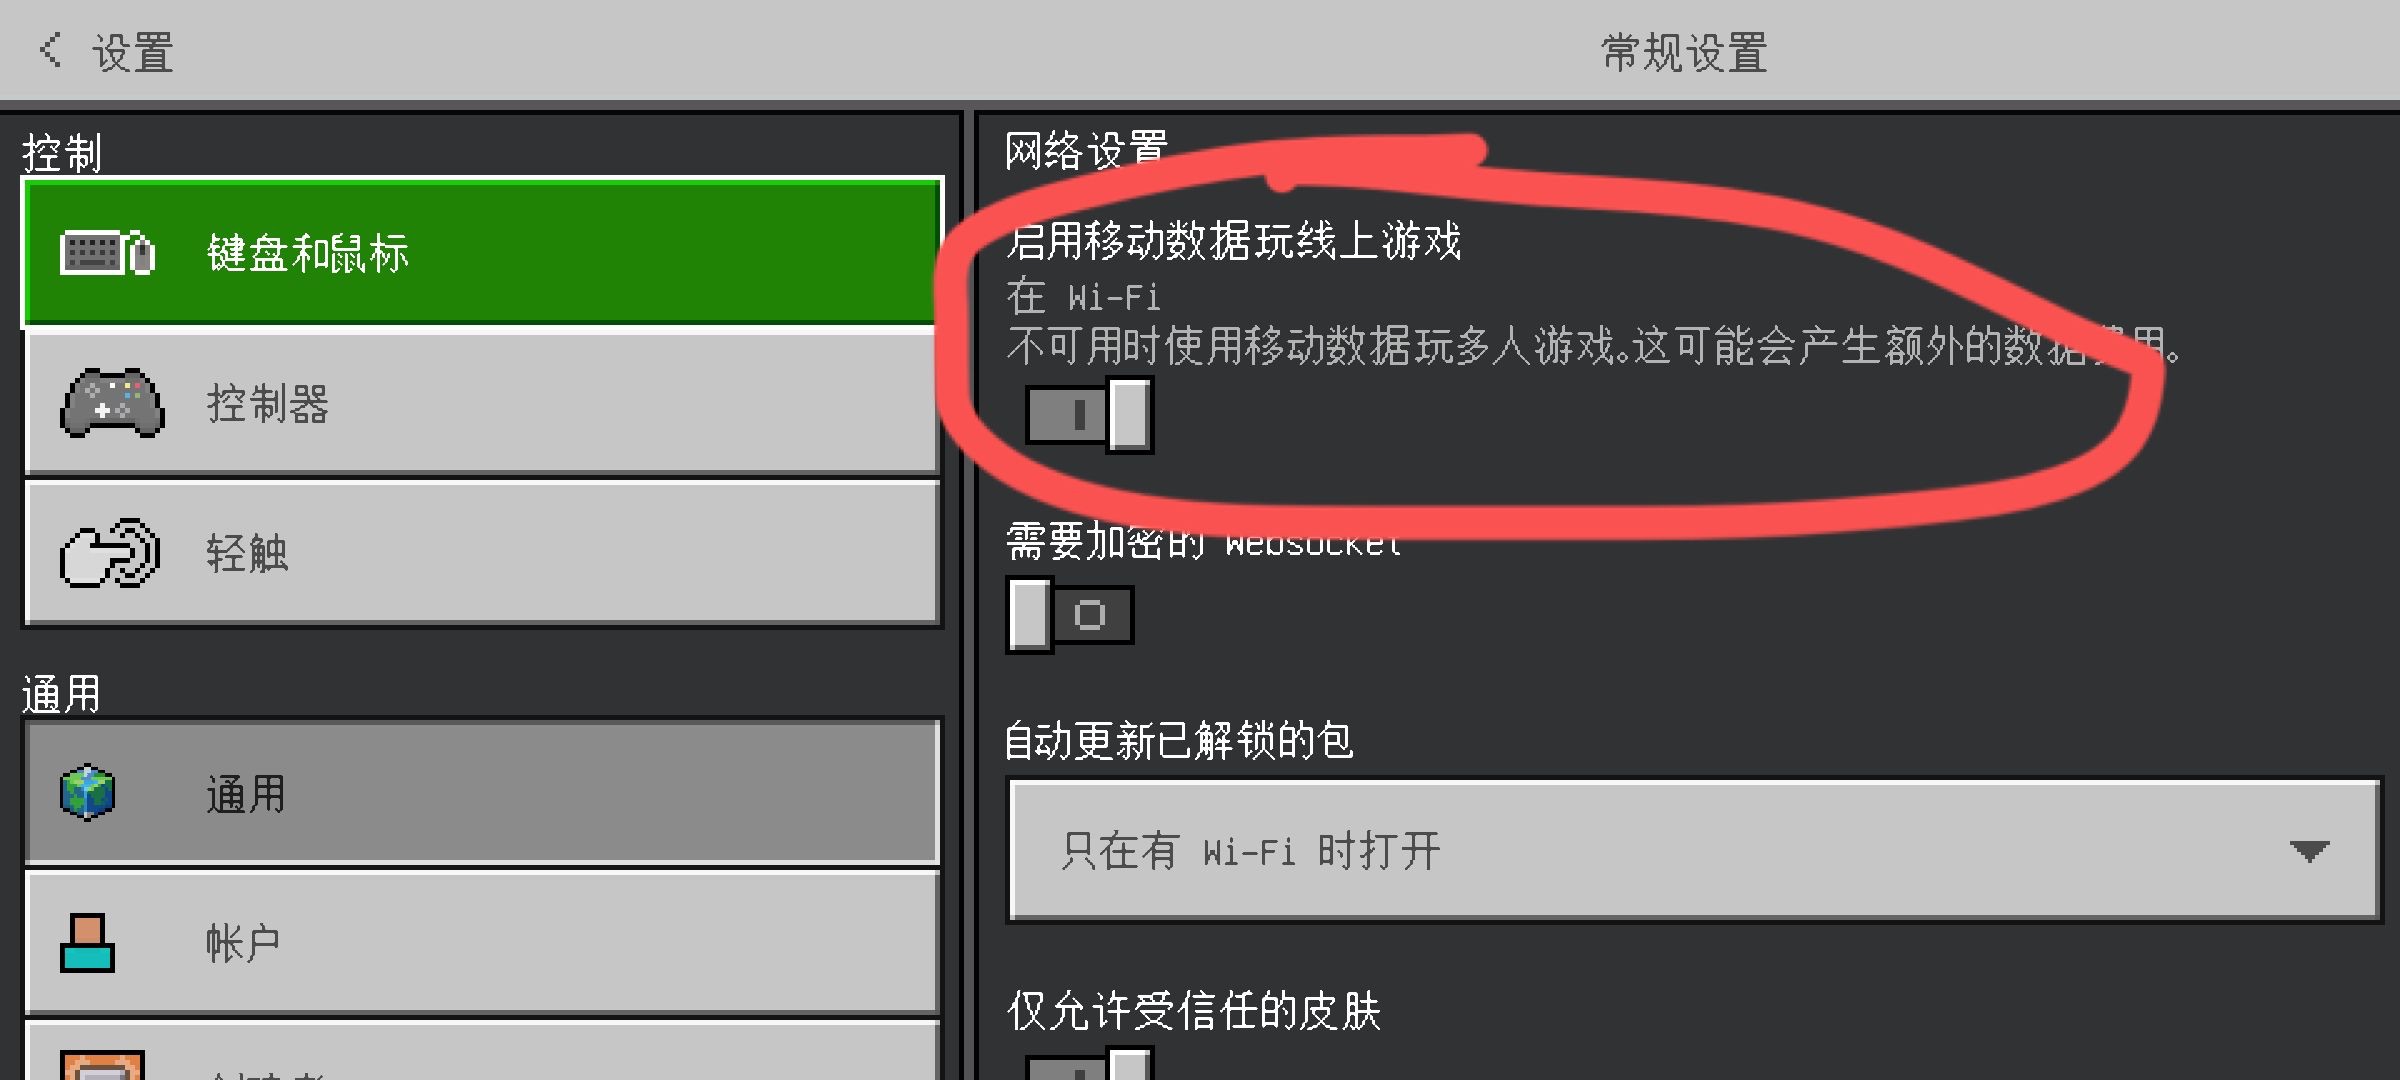 设置
常规设置
控制
键盘和鼠标
控制器
轻触
通用
通用
帐户
网络设置
启用移动数据玩线上游戏
在 Wi-Fi
不可用时使用移动数据玩多人游戏。这可能会产生额外的数据费用。
需要加密的 Websocket
自动更新已解锁的包
只在有 Wi-Fi 时打开
仅允许受信任的皮肤